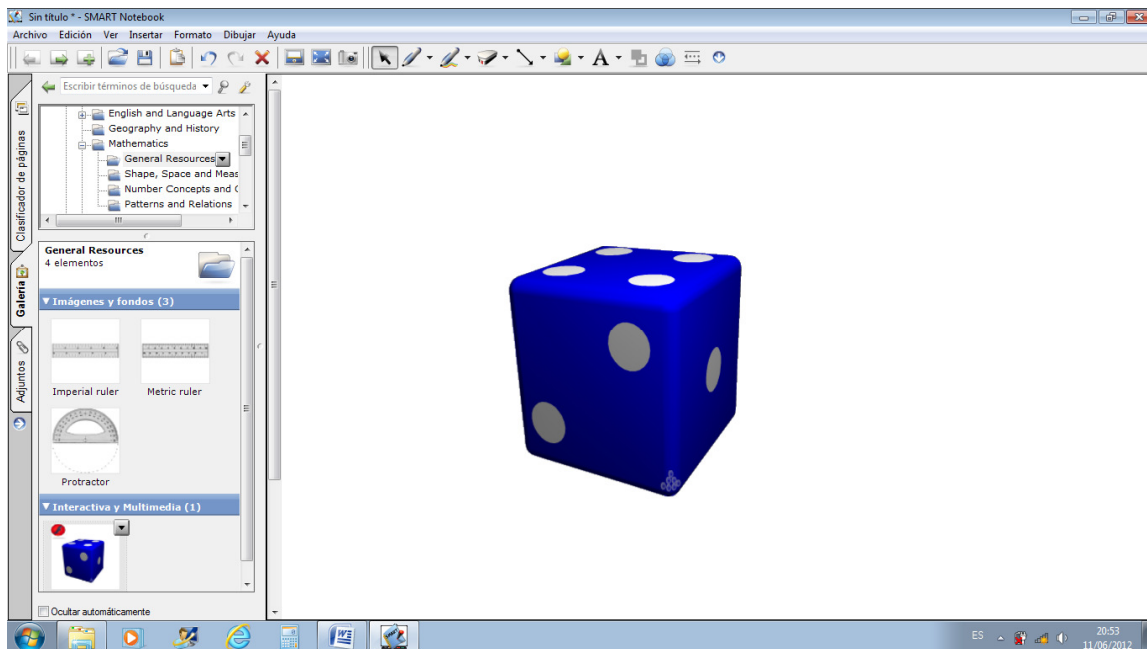 Sin título * - SMART Notebook
Archivo Edición Ver Insertar Formato Dibujar Ayuda
Escribir términos de búsqueda
English and Language Arts
Geography and History
Mathematics
General Resources
Shape, Space and Meas
Number Concepts and
Patterns and Relations
General Resources
4 elementos
Imágenes y fondos (3)
Imperial ruler
Metric ruler
Protractor
Interactiva y Multimedia (1)
Ocultar automáticamente
Clasificador de páginas
Galería
Adjuntos
ES
20:53
11/06/2012